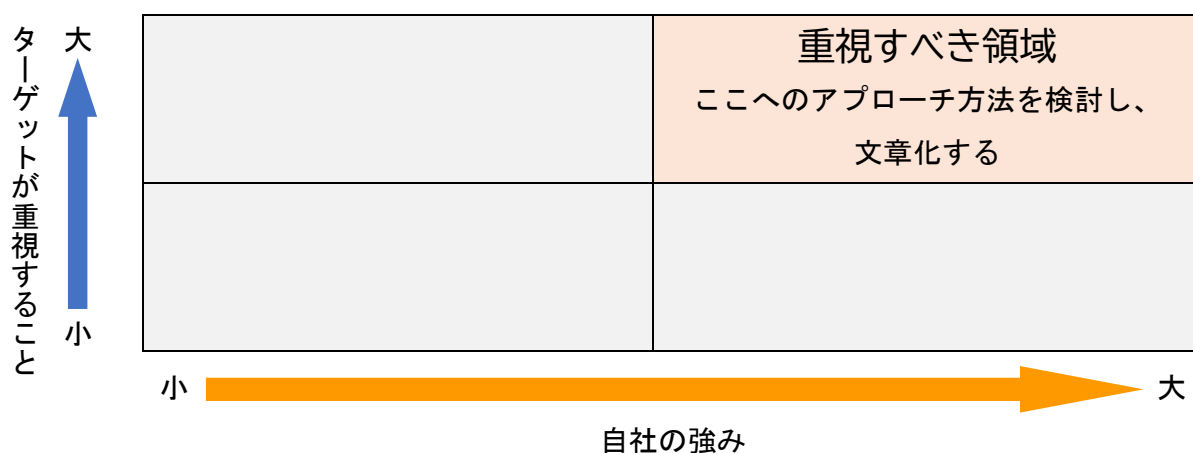 ターゲットが重視すること
大
小
重視すべき領域
ここへのアプローチ方法を検討し、
文章化する
小
大
自社の強み